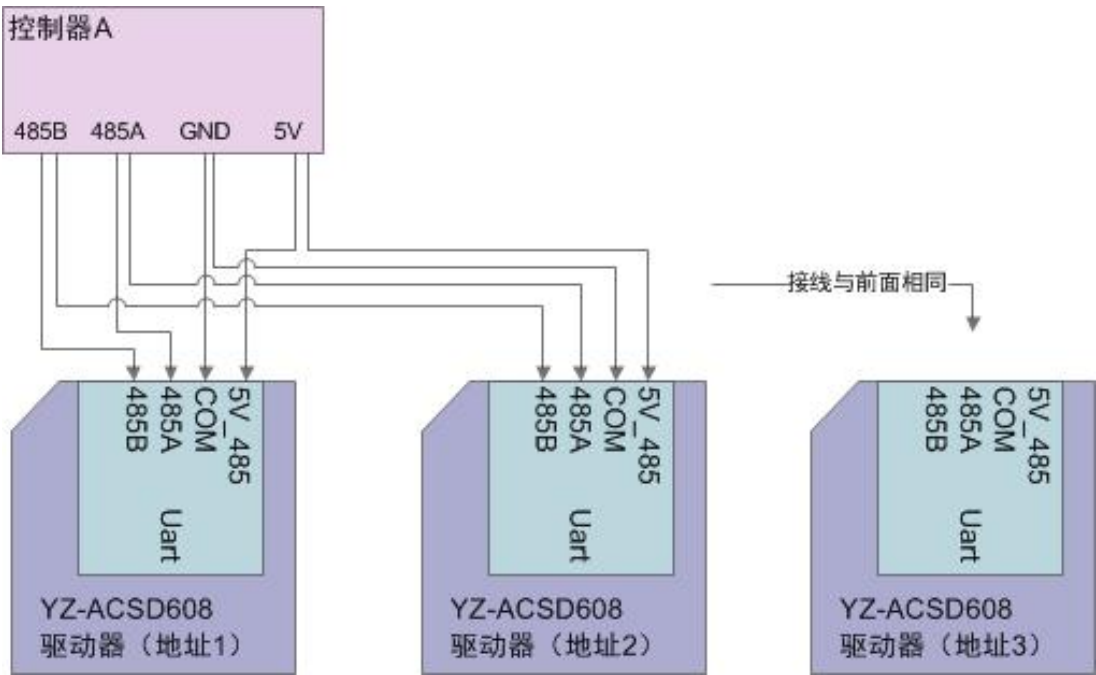 控制器A
485B 485A GND 5V
接线与前面相同
485B
485A
COM
5V_485
Uart
YZ-ACSD608
驱动器（地址1）
485B
485A
COM
5V_485
Uart
YZ-ACSD608
驱动器（地址2）
485B
485A
COM
5V_485
Uart
YZ-ACSD608
驱动器（地址3）